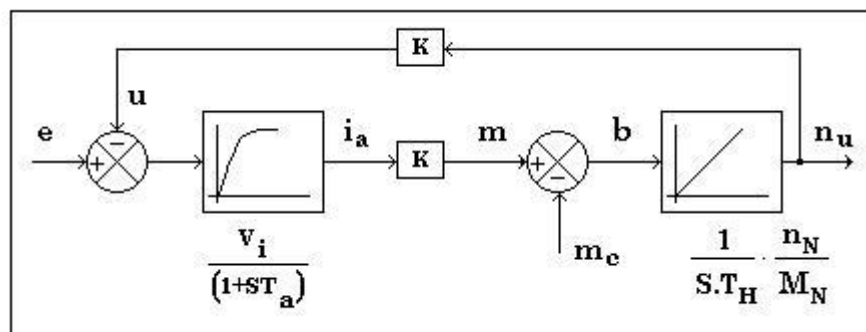 K
u
e
i_a
m
b
n_u
−
+
K
+
−
m_c
V_i / (1+ST_a)
1 / S.T_H . n_N / M_N